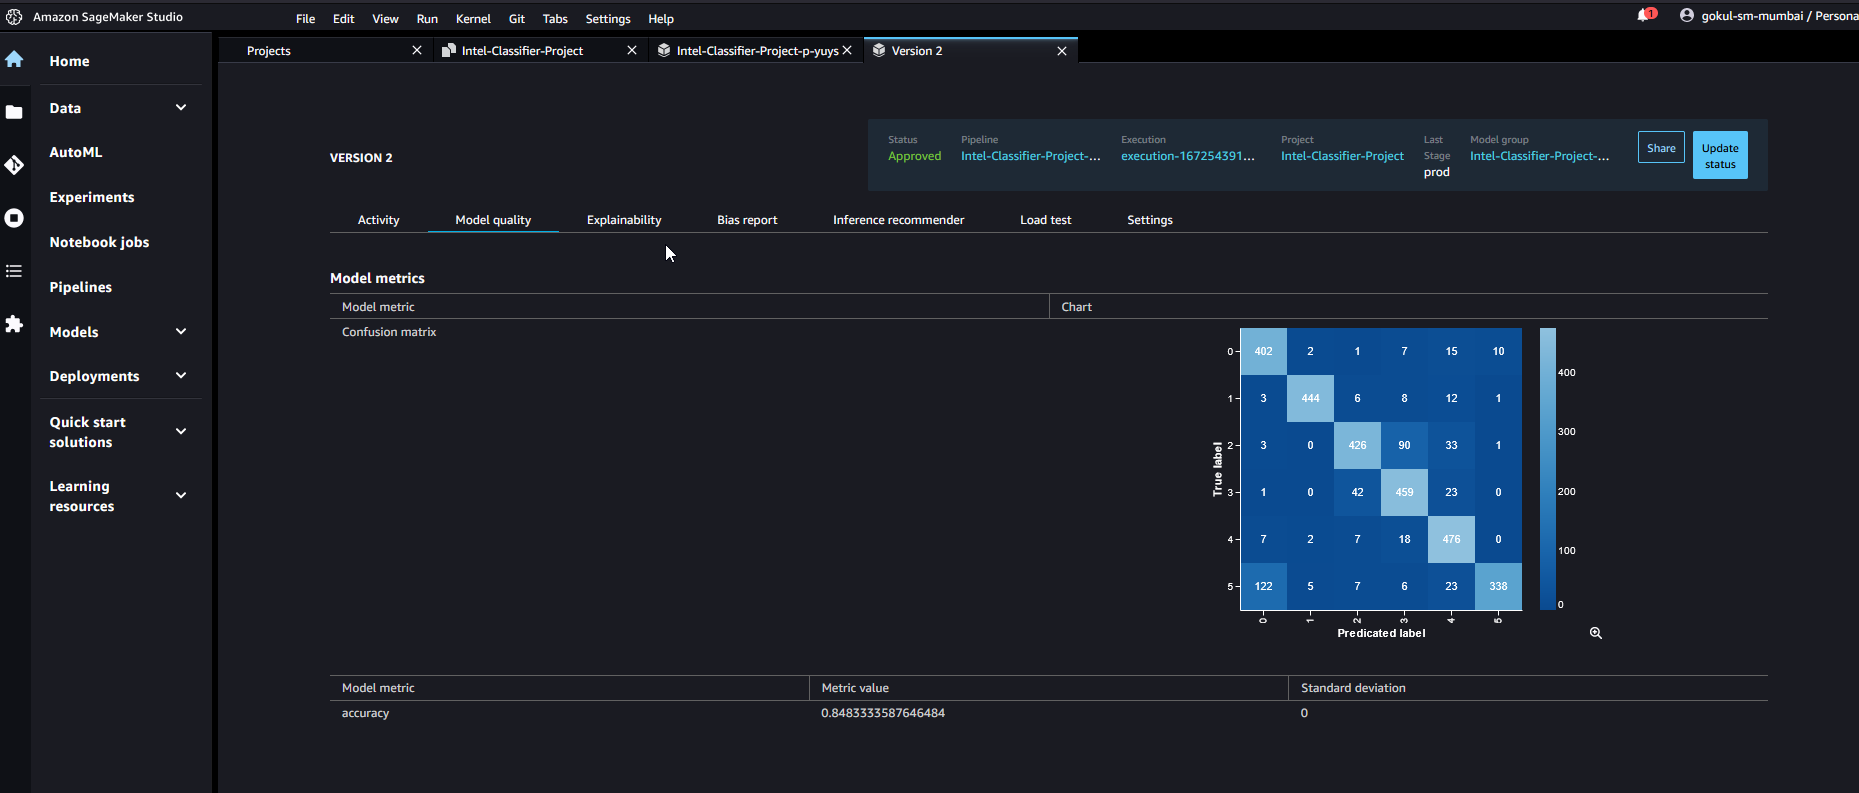 Amazon SageMaker Studio File Edit View Run Kernel Git Tabs Settings Help 1 gokul-sm-mumbai / Persona
Projects Intel-Classifier-Project Intel-Classifier-Project-p-yuys Version 2
Home
Data
AutoML
Experiments
Notebook jobs
Pipelines
Models
Deployments
Quick start
solutions
Learning
resources
VERSION 2
Status
Approved
Pipeline
Intel-Classifier-Project-...
Execution
execution-167254391...
Project
Intel-Classifier-Project
Last
Stage
prod
Model group
Intel-Classifier-Project-...
Share
Update
status
Activity Model quality Explainability Bias report Inference recommender Load test Settings
Model metrics
Model metric Chart
Confusion matrix
True label
0 402 2 1 7 15 10
1 3 444 6 8 12 1
2 3 0 426 90 33 1
3 1 0 42 459 23 0
4 7 2 7 18 476 0
5 122 5 7 6 23 338
0 1 2 3 4 5
Predicated label
400
300
200
100
0
Model metric Metric value Standard deviation
accuracy 0.8483333587646484 0